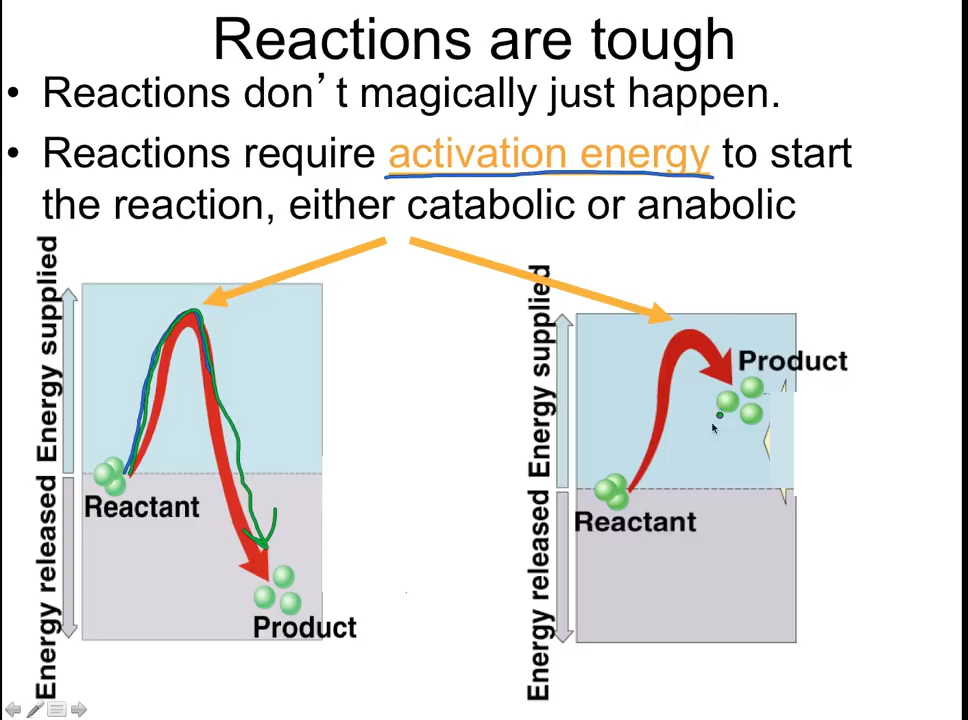 Reactions are tough
• Reactions don’t magically just happen.
• Reactions require activation energy to start
the reaction, either catabolic or anabolic
Energy supplied
Energy released
Reactant
Product
Energy supplied
Energy released
Product
Reactant